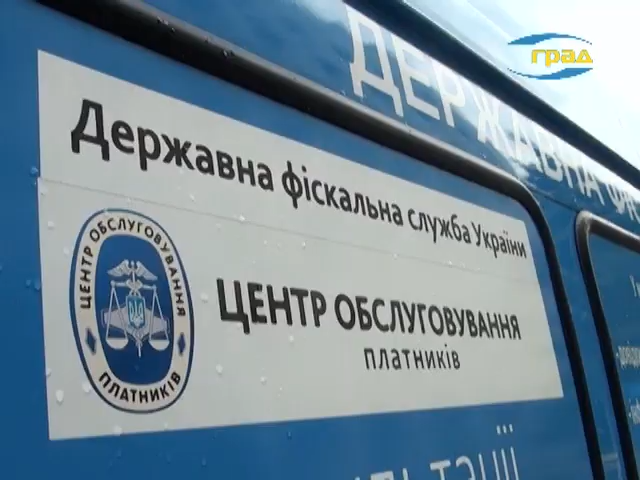 град
ДЕРЖАВНА
Державна фіскальна служба України
ЦЕНТР ОБСЛУГОВУВАННЯ
ПЛАТНИКІВ
ЦЕНТР ОБСЛУГОВУВАННЯ
ПЛАТНИКІВ